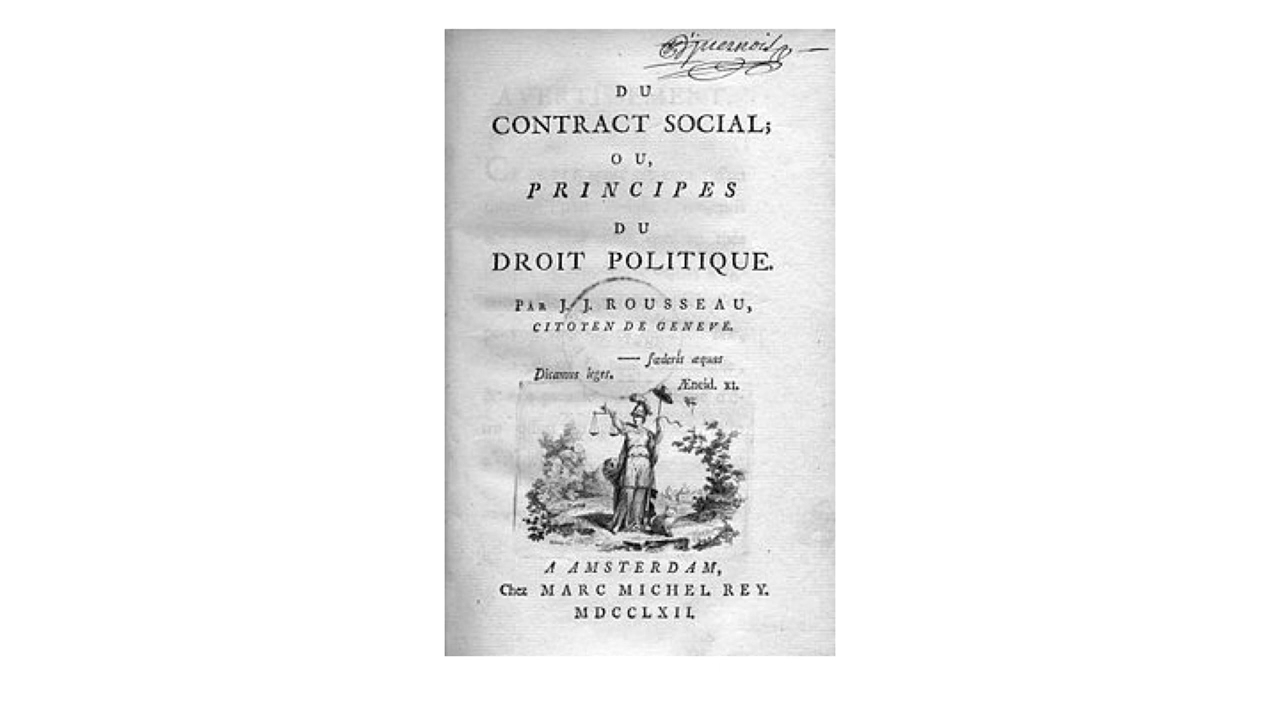 D'Ivernois
DU
CONTRACT SOCIAL;
OU,
PRINCIPES
DU
DROIT POLITIQUE.
PAR J. J. ROUSSEAU,
CITOYEN DE GENEVE.
— fœderis æquas
Dicamus leges.
Æneid. XI.
A AMSTERDAM,
Chez MARC MICHEL REY.
MDCCLXII.